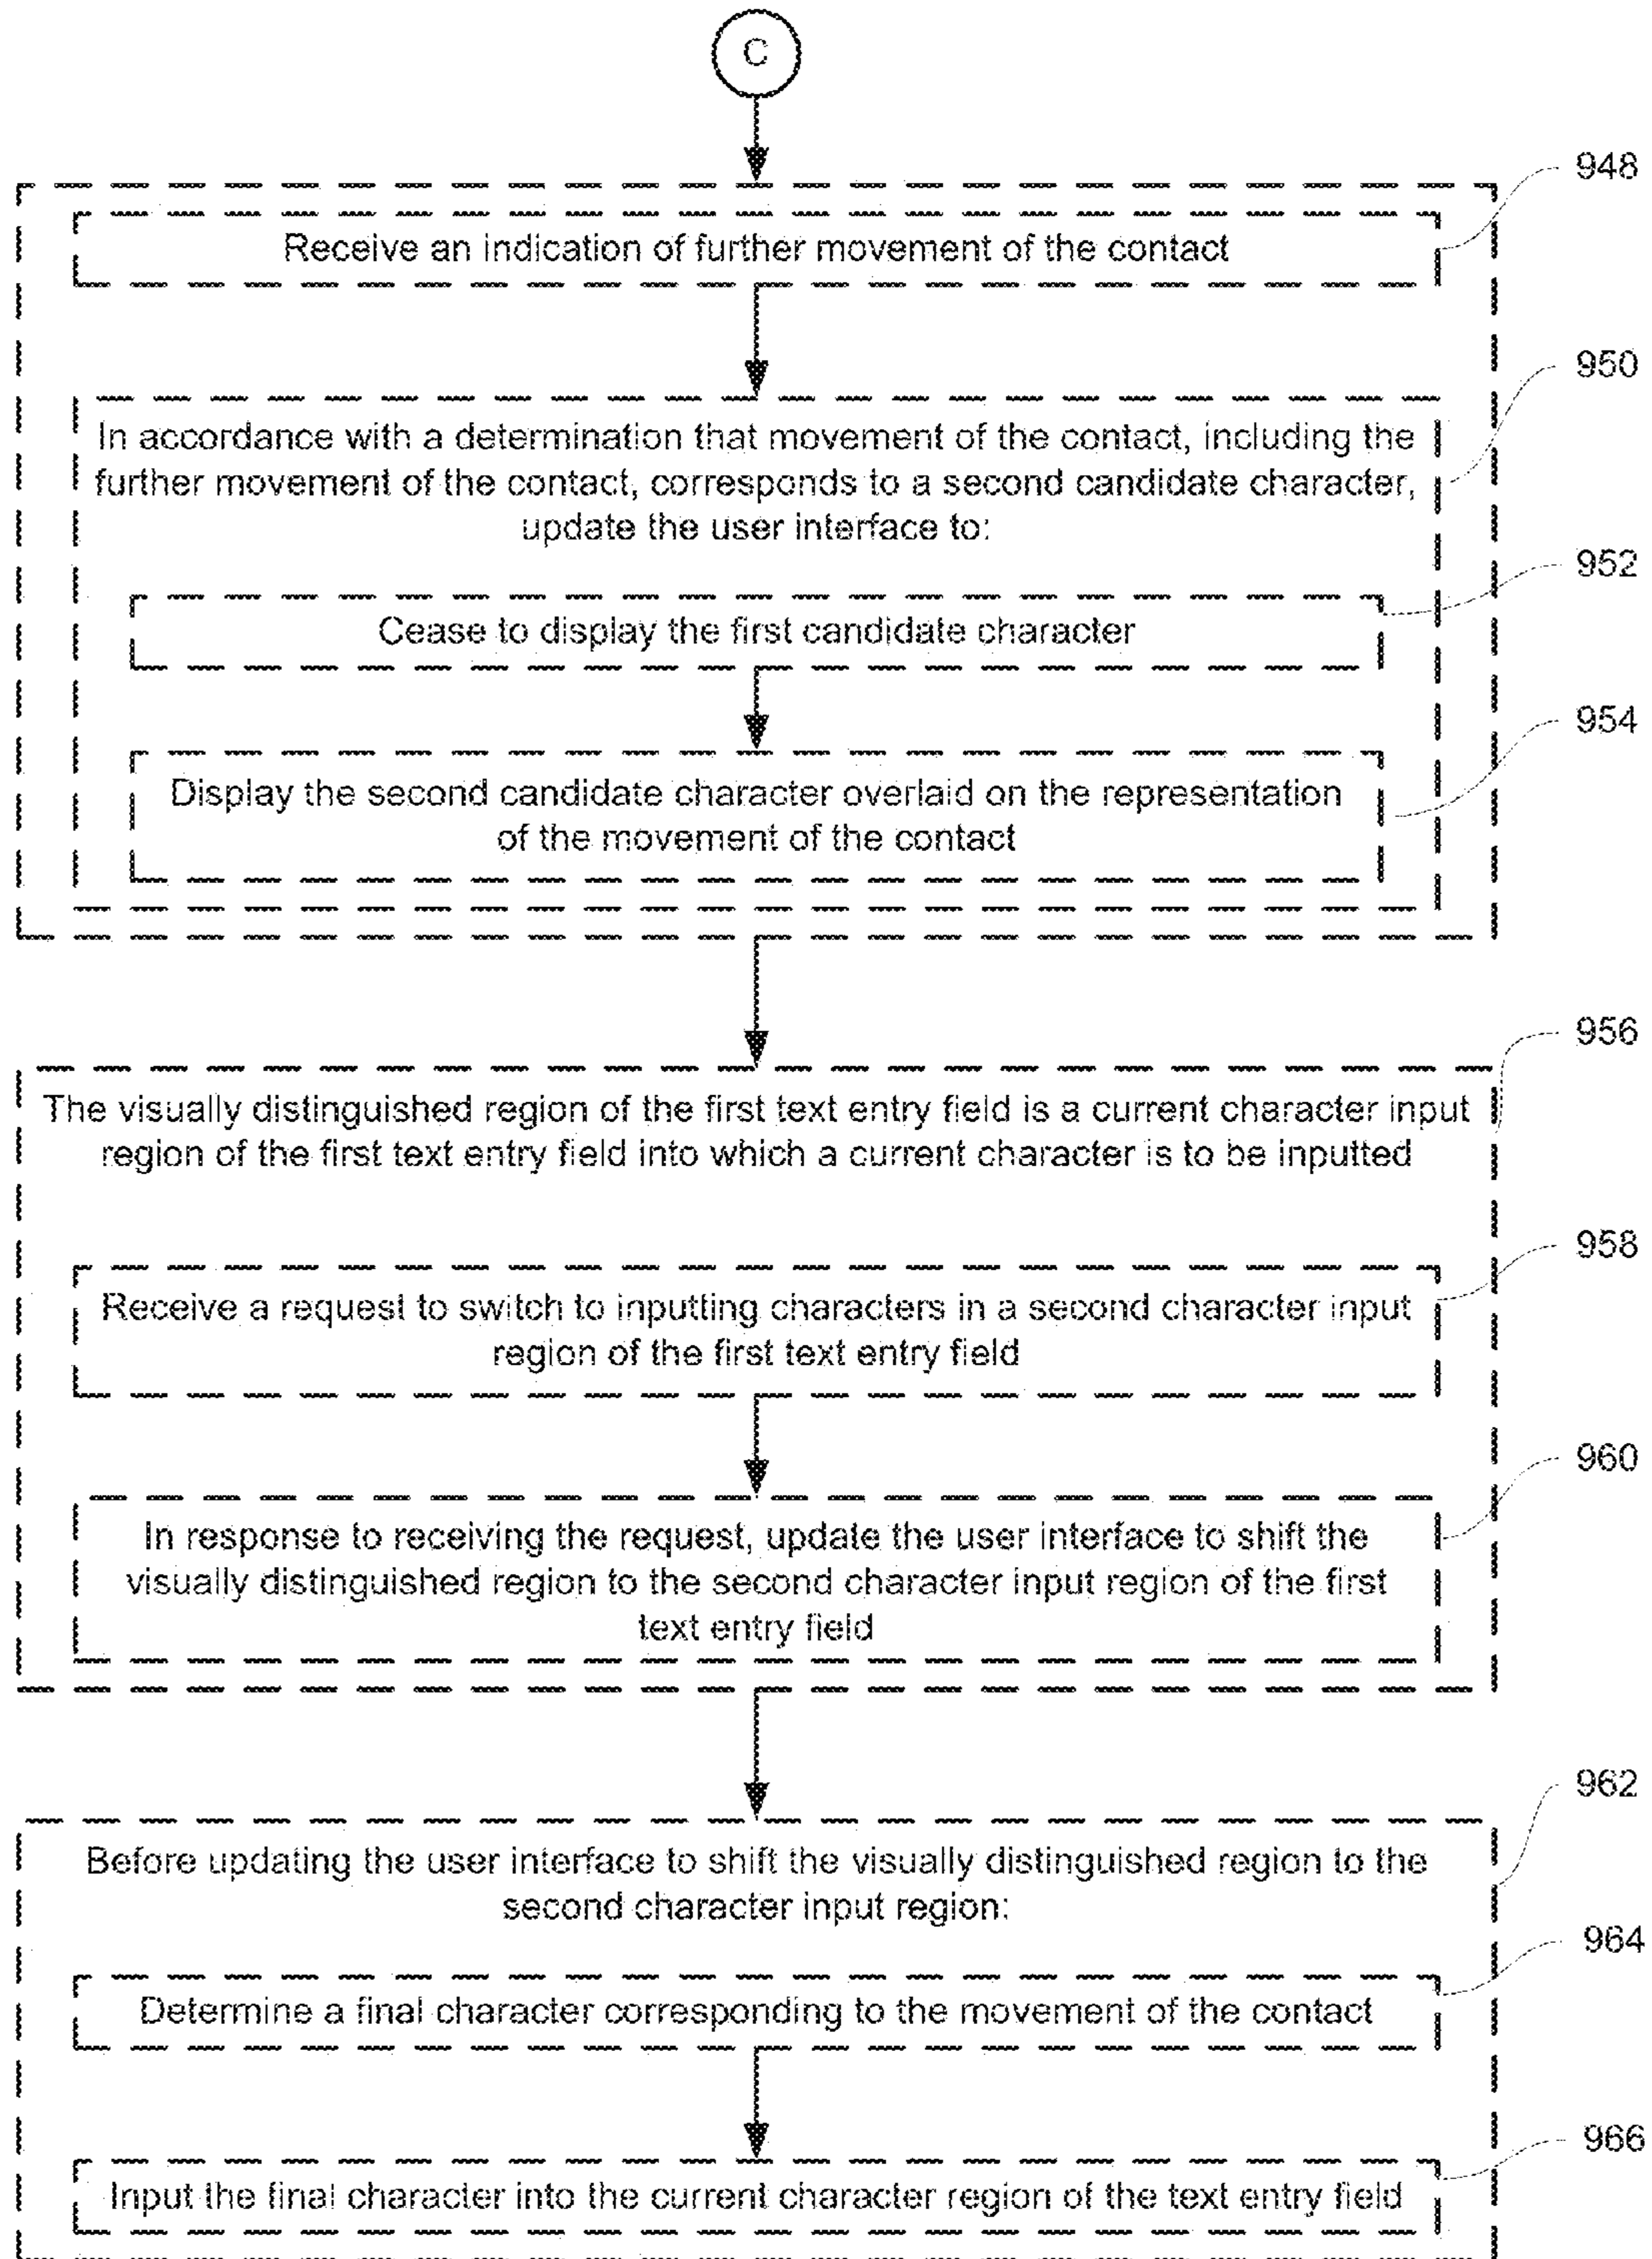 C
948
Receive an indication of further movement of the contact
950
In accordance with a determination that movement of the contact, including the
further movement of the contact, corresponds to a second candidate character,
update the user interface to:
952
Cease to display the first candidate character
954
Display the second candidate character overlaid on the representation
of the movement of the contact
956
The visually distinguished region of the first text entry field is a current character input
region of the first text entry field into which a current character is to be inputted
958
Receive a request to switch to inputting characters in a second character input
region of the first text entry field
960
In response to receiving the request, update the user interface to shift the
visually distinguished region to the second character input region of the first
text entry field
962
Before updating the user interface to shift the visually distinguished region to the
second character input region:
964
Determine a final character corresponding to the movement of the contact
966
Input the final character into the current character region of the text entry field